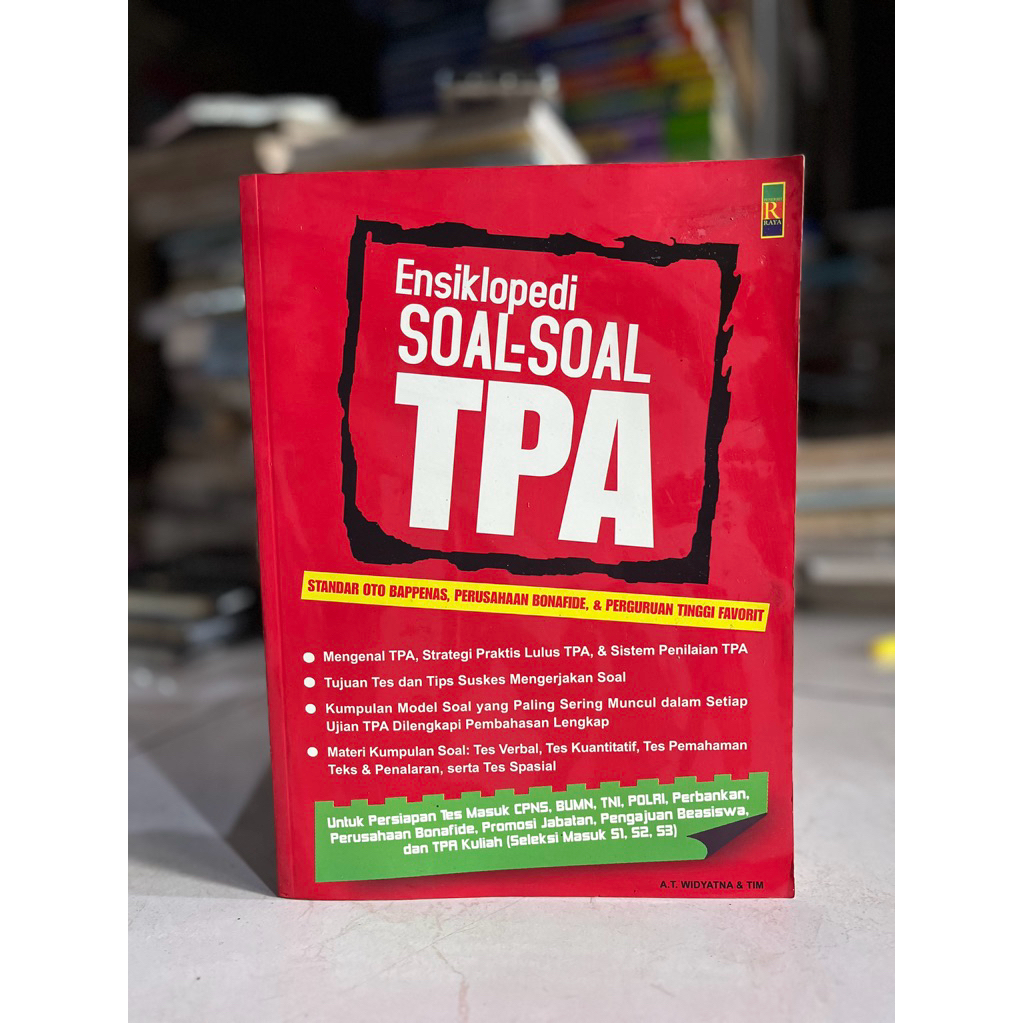 R
RAYA
Ensiklopedi
SOAL-SOAL
TPA
STANDAR OTO BAPPENAS, PERUSAHAAN BONAFIDE, & PERGURUAN TINGGI FAVORIT
Mengenal TPA, Strategi Praktis Lulus TPA, & Sistem Penilaian TPA
Tujuan Tes dan Tips Suskes Mengerjakan Soal
Kumpulan Model Soal yang Paling Sering Muncul dalam Setiap
Ujian TPA Dilengkapi Pembahasan Lengkap
Materi Kumpulan Soal: Tes Verbal, Tes Kuantitatif, Tes Pemahaman
Teks & Penalaran, serta Tes Spasial
Untuk Persiapan Tes Masuk CPNS, BUMN, TNI, POLRI, Perbankan,
Perusahaan Bonafide, Promosi Jabatan, Pengajuan Beasiswa,
dan TPA Kuliah (Seleksi Masuk S1, S2, S3)
A.T. WIDYATNA & TIM